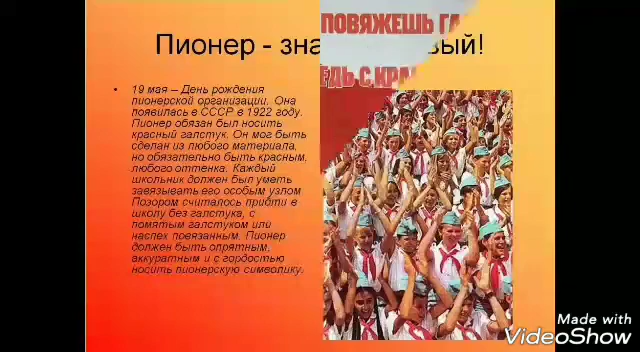 ПОВЯЖЕШЬ ГАЛ
Пионер - зна вый!
ЕДЬ С КРА
• 19 мая – День рождения
пионерской организации. Она
появилась в СССР в 1922 году.
Пионер обязан был носить
красный галстук. Он мог быть
сделан из любого материала,
но обязательно быть красным,
любого оттенка. Каждый
школьник должен был уметь
завязывать его особым узлом.
Позором считалось прийти в
школу без галстука, с
помятым галстуком или
наспех повязанным. Пионер
должен быть опрятным,
аккуратным и с гордостью
носить пионерскую символику.
Made with
VideoShow